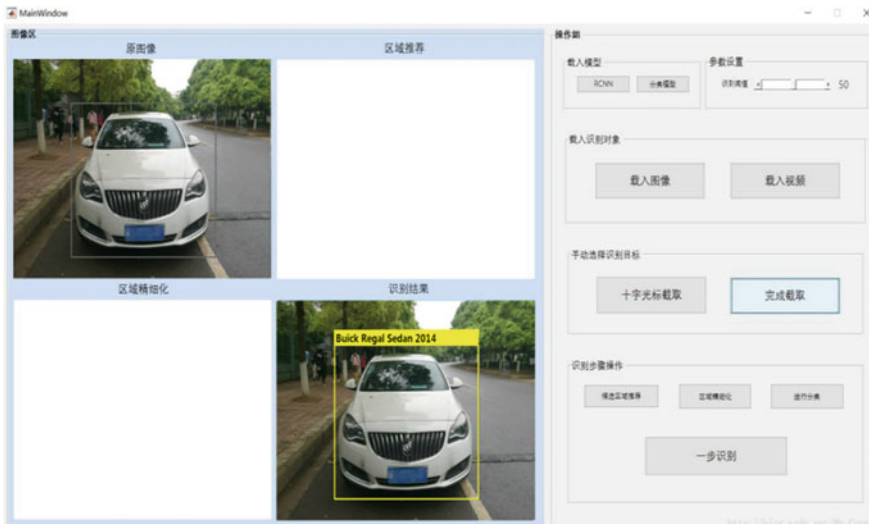 MainWindow
图像区
原图像
区域推荐
区域精细化
识别结果
Buick Regal Sedan 2014
操作部
载入模型
RCNN
分类模型
参数设置
识别阈值
50
载入识别对象
载入图像
载入视频
手动选择识别目标
十字光标截取
完成截取
识别步骤操作
候选区域推荐
区域精细化
运行分类
一步识别